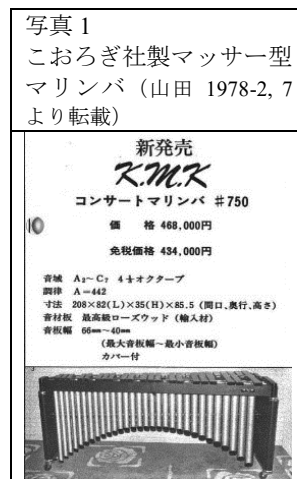 写真 1
こおろぎ社製マッサー型
マリンバ（山田 1978-2, 7
より転載）
新発売
K.M.K
コンサートマリンバ #750
価 格 468,000円
免税価格 434,000円
音域 A₂～C₇ 4⅓オクターブ
調律 A=442
寸法 208×82(L)×35(H)×85.5 (間口、奥行、高さ)
音材板 最高級ローズウッド (輸入材)
音板幅 66mm～40mm
(最大音板幅～最小音板幅)
カバー付